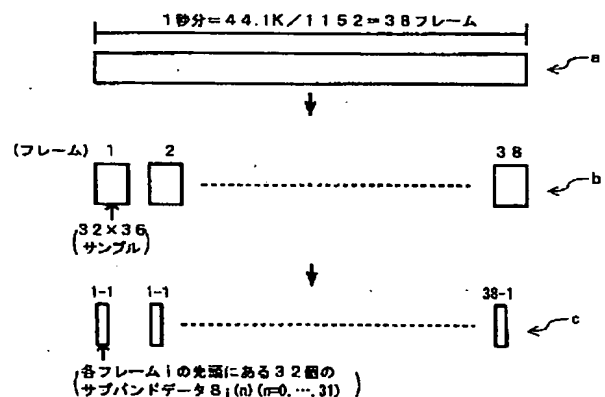 1秒分=44.1K/1152=38フレーム
a
(フレーム) 1 2 38
b
(32×36
サンプル)
1-1 1-1 38-1
c
(各フレームiの先頭にある32個の
サブバンドデータSi(n)(n=0,…,31))